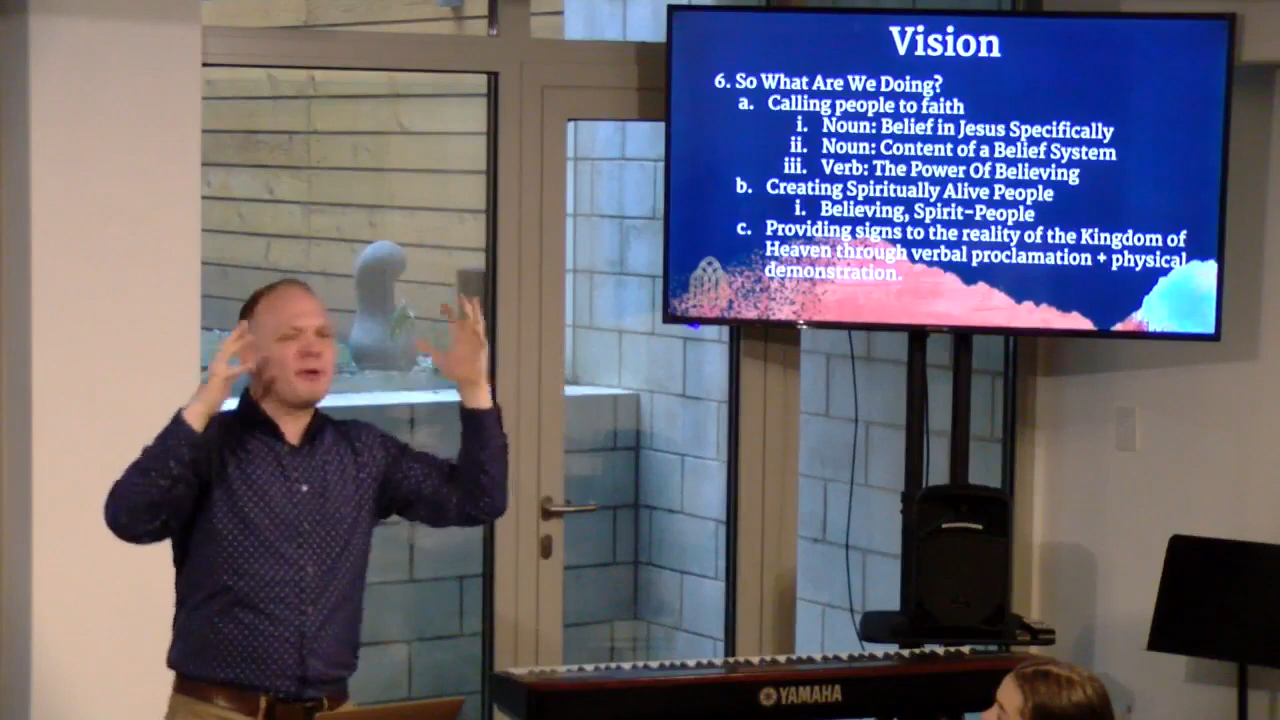 Vision
6. So What Are We Doing?
a. Calling people to faith
i. Noun: Belief in Jesus Specifically
ii. Noun: Content of a Belief System
iii. Verb: The Power Of Believing
b. Creating Spiritually Alive People
i. Believing, Spirit-People
c. Providing signs to the reality of the Kingdom of
Heaven through verbal proclamation + physical
demonstration.
YAMAHA